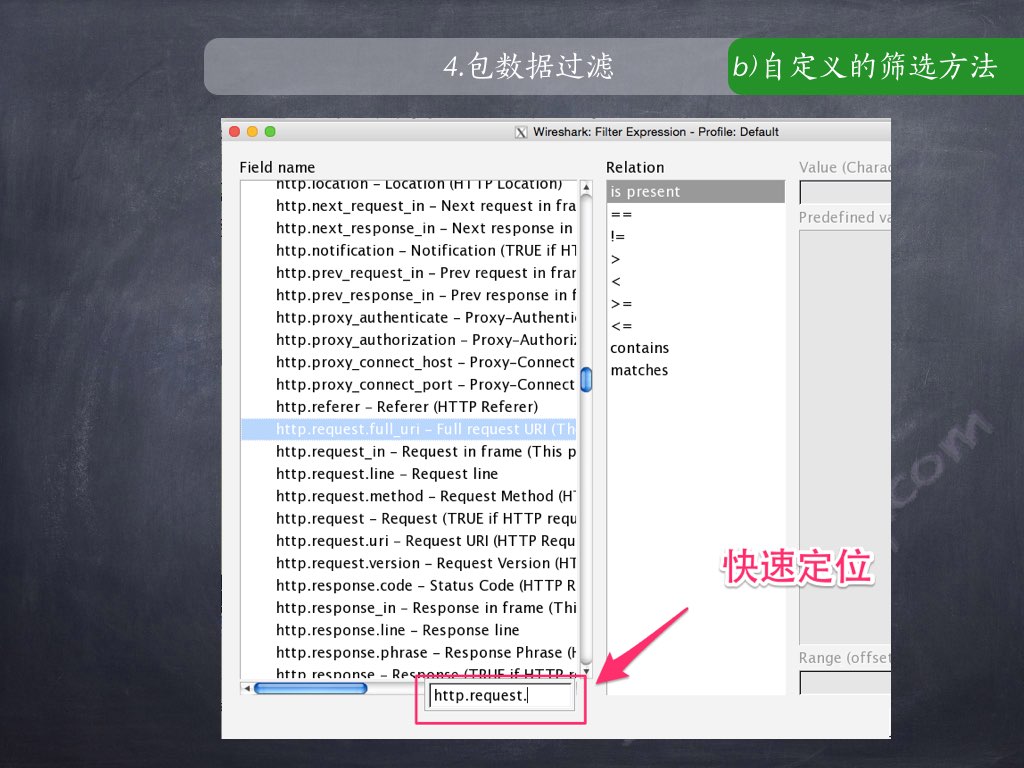 4.包数据过滤
b)自定义的筛选方法
Wireshark: Filter Expression - Profile: Default
Field name
http.location – Location (HTTP Location)
http.next_request_in – Next request in fra
http.next_response_in – Next response in
http.notification – Notification (TRUE if HT
http.prev_request_in – Prev request in fran
http.prev_response_in – Prev response in f
http.proxy_authenticate – Proxy-Authenti
http.proxy_authorization – Proxy-Authori
http.proxy_connect_host – Proxy-Connect
http.proxy_connect_port – Proxy-Connect
http.referer – Referer (HTTP Referer)
http.request.full_uri – Full request URI (Th
http.request_in – Request in frame (This p
http.request.line – Request line
http.request.method – Request Method (H
http.request – Request (TRUE if HTTP requ
http.request.uri – Request URI (HTTP Requ
http.request.version – Request Version (HT
http.response.code – Status Code (HTTP R
http.response_in – Response in frame (Thi
http.response.line – Response line
http.response.phrase – Response Phrase (H
http.response – Response (TRUE if HTTP r
http.request.
Relation
is present
==
!=
>
<
>=
<=
contains
matches
Value (Charac
Predefined va
Range (offset
快速定位
.com